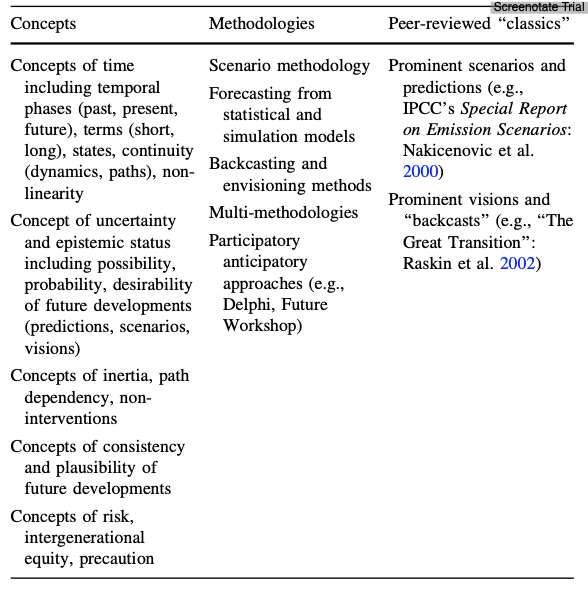 Screenotate Trial
Concepts
Methodologies
Peer-reviewed “classics”
Concepts of time
including temporal
phases (past, present,
future), terms (short,
long), states, continuity
(dynamics, paths), non-
linearity
Concept of uncertainty
and epistemic status
including possibility,
probability, desirability
of future developments
(predictions, scenarios,
visions)
Concepts of inertia, path
dependency, non-
interventions
Concepts of consistency
and plausibility of
future developments
Concepts of risk,
intergenerational
equity, precaution
Scenario methodology
Forecasting from
statistical and
simulation models
Backcasting and
envisioning methods
Multi-methodologies
Participatory
anticipatory
approaches (e.g.,
Delphi, Future
Workshop)
Prominent scenarios and
predictions (e.g.,
IPCC’s Special Report
on Emission Scenarios:
Nakicenovic et al.
2000)
Prominent visions and
“backcasts” (e.g., “The
Great Transition”:
Raskin et al. 2002)